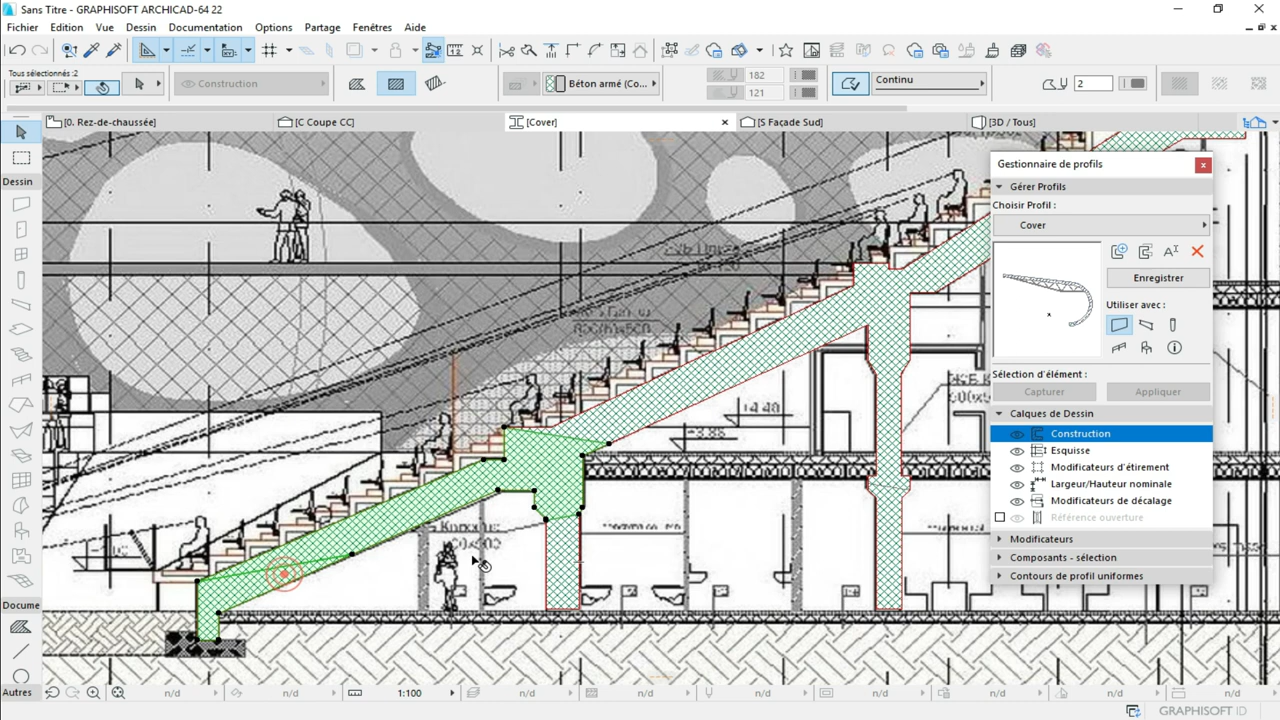 Sans Titre - GRAPHISOFT ARCHICAD-64 22
Fichier Edition Vue Dessin Options Documentation Partage Fenêtres Aide
Tous sélectionnés :2
Construction
Béton armé (Co...
182
121
Continu
2
[0. Rez-de-chaussée]
[C Coupe CC]
[Cover]
[S Façade Sud]
[3D / Tous]
Dessin
Docume
Autres
+4.40
+3.88
Gestionnaire de profils
Gérer Profils
Choisir Profil :
Cover
Enregistrer
Utiliser avec :
Sélection d'élément :
Capturer
Appliquer
Calques de Dessin
Construction
Esquisse
Modificateurs d'étirement
Largeur/Hauteur nominale
Modificateurs de décalage
Référence ouverture
Modificateurs
Composants - sélection
Contours de profil uniformes
n/d
n/d
1:100
n/d
n/d
n/d
n/d
n/d
n/d
n/d
GRAPHISOFT ID